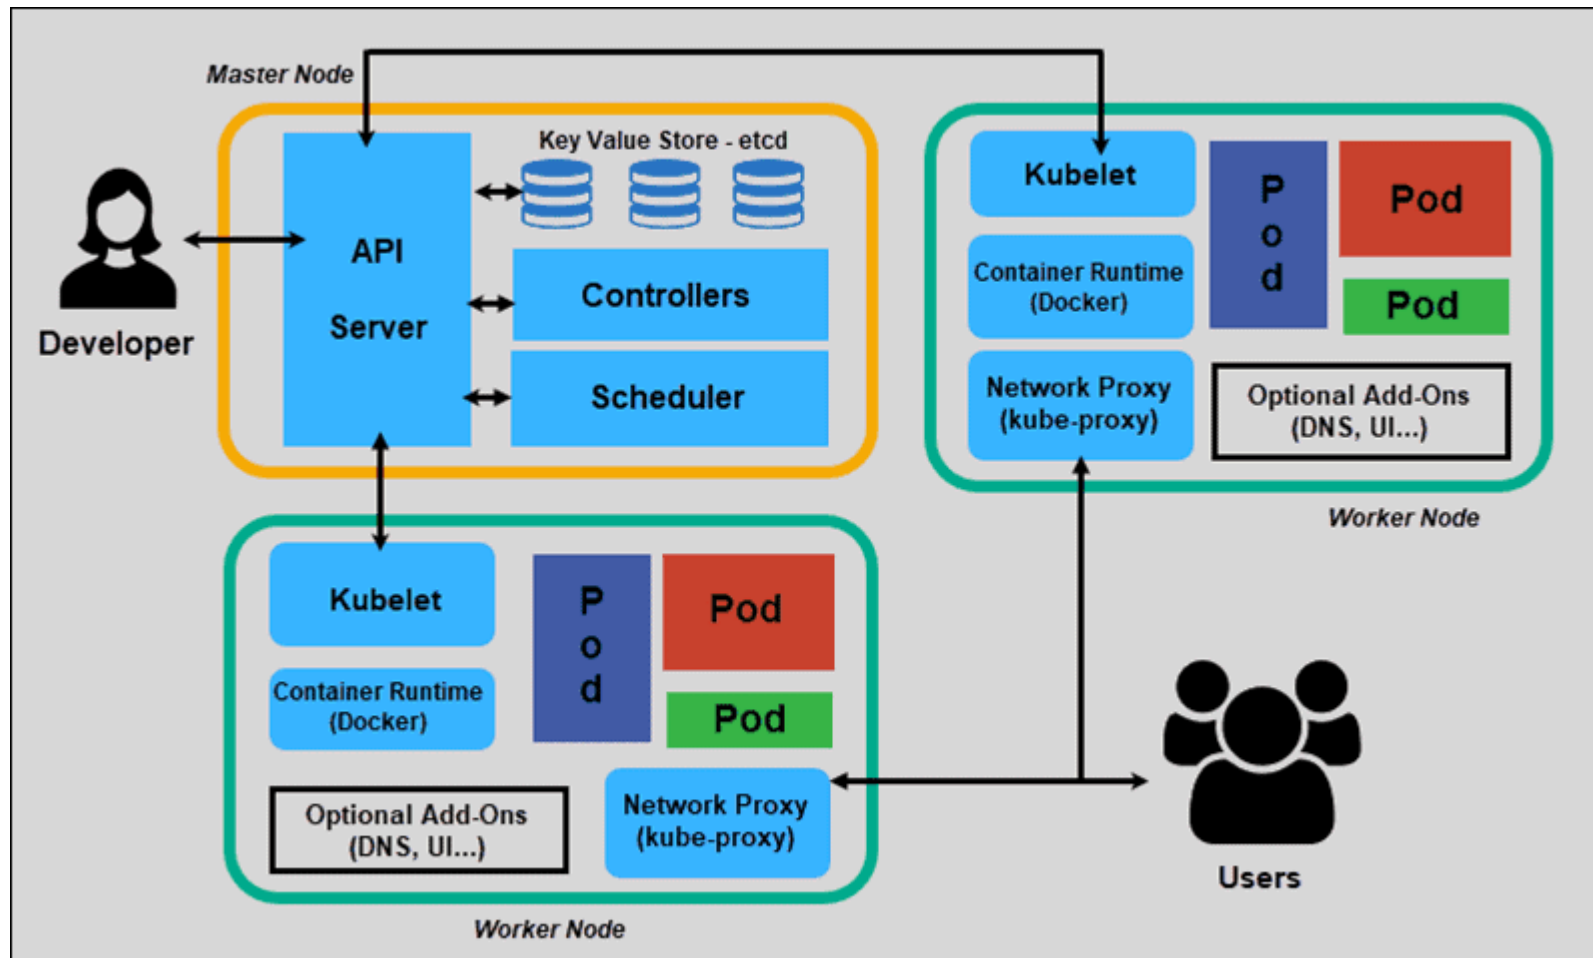 Master Node
Key Value Store - etcd
API
Server
Controllers
Scheduler
Developer
Kubelet
Container Runtime
(Docker)
Network Proxy
(kube-proxy)
Pod
Pod
Pod
Optional Add-Ons
(DNS, UI...)
Worker Node
Kubelet
Container Runtime
(Docker)
Pod
Pod
Pod
Optional Add-Ons
(DNS, UI...)
Network Proxy
(kube-proxy)
Worker Node
Users